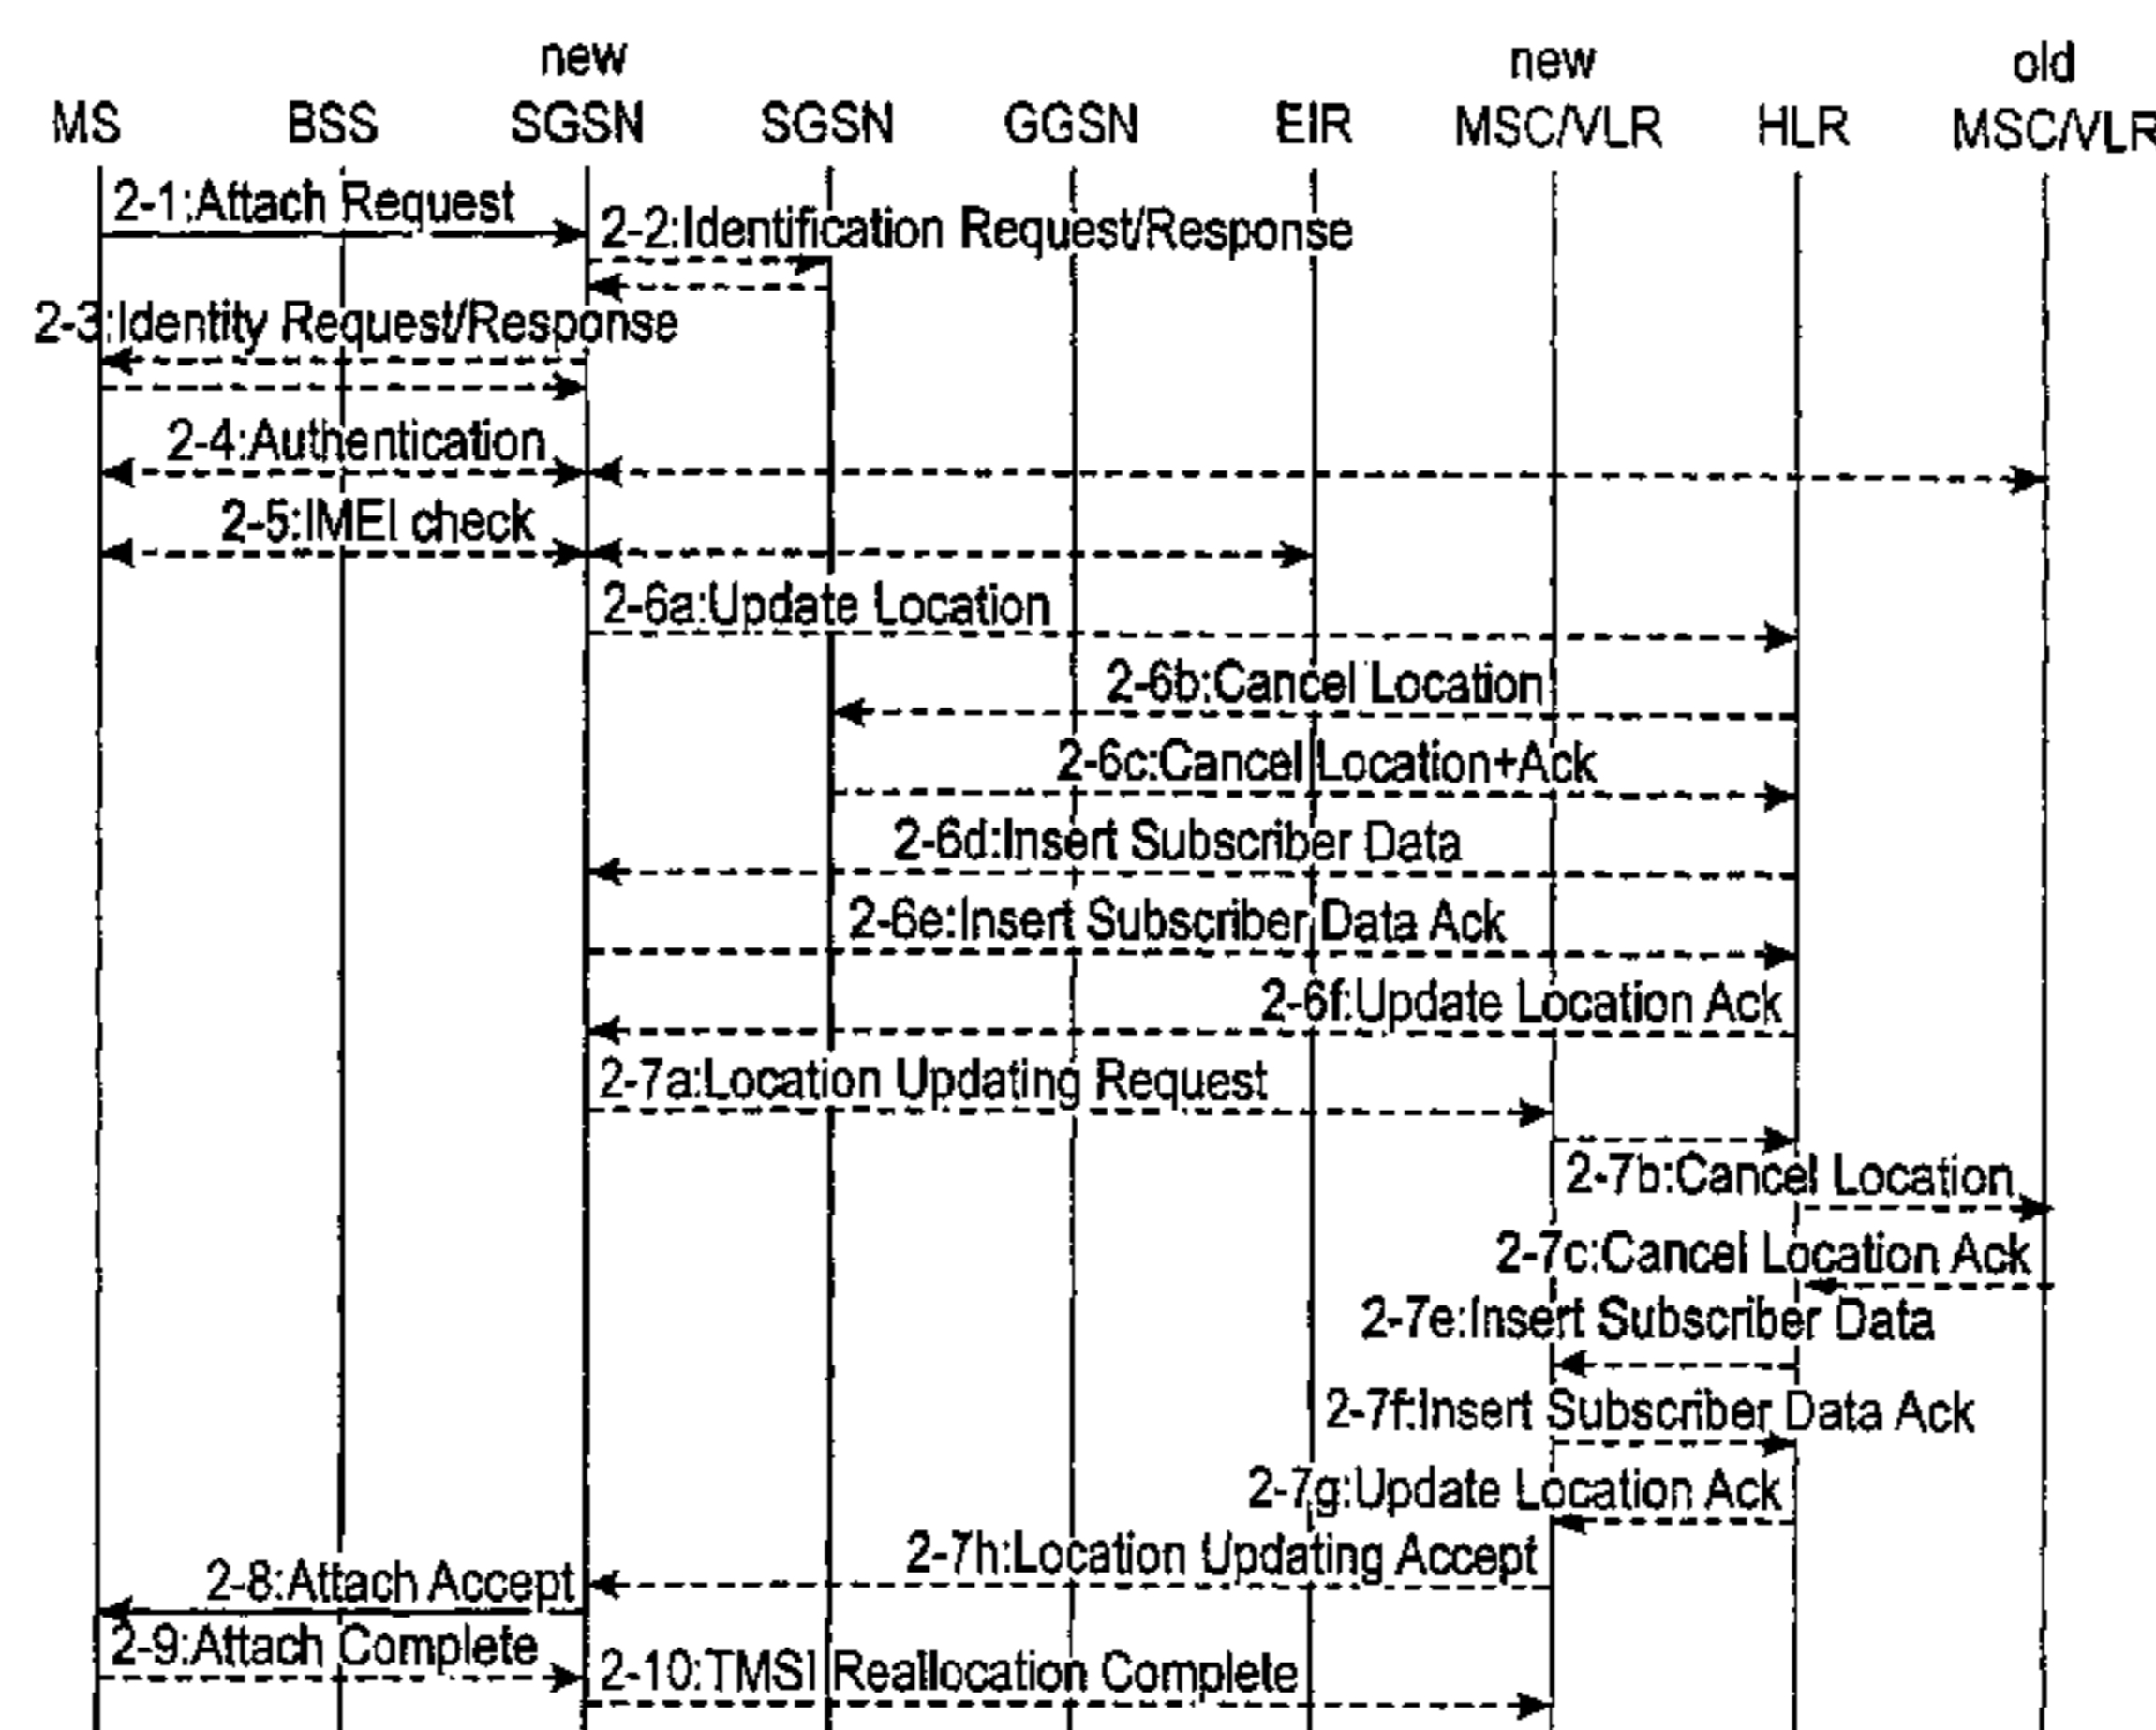 new
new
old
MS
BSS
SGSN
SGSN
GGSN
EIR
MSC/VLR
HLR
MSC/VLR
2-1:Attach Request
2-2:Identification Request/Response
2-3:Identity Request/Response
2-4:Authentication
2-5:IMEI check
2-6a:Update Location
2-6b:Cancel Location
2-6c:Cancel Location+Ack
2-6d:Insert Subscriber Data
2-6e:Insert Subscriber Data Ack
2-6f:Update Location Ack
2-7a:Location Updating Request
2-7b:Cancel Location
2-7c:Cancel Location Ack
2-7e:Insert Subscriber Data
2-7f:Insert Subscriber Data Ack
2-7g:Update Location Ack
2-7h:Location Updating Accept
2-8:Attach Accept
2-9:Attach Complete
2-10:TMSI Reallocation Complete